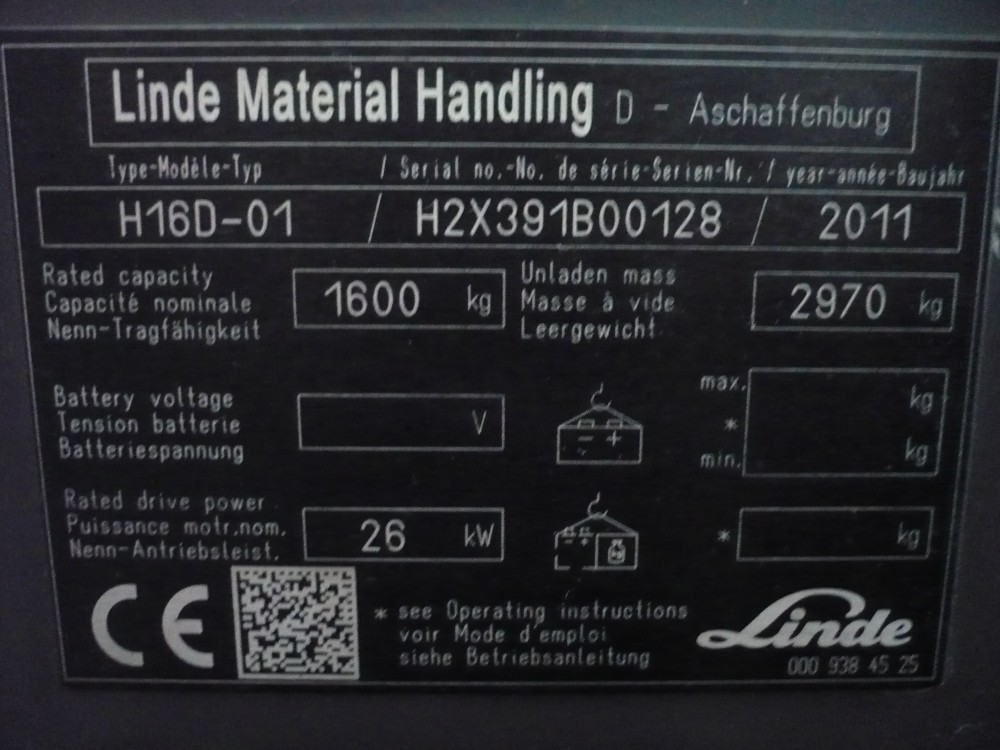 Linde Material Handling D - Aschaffenburg
Type-Modèle-Typ / Serial no.-No. de série-Serien-Nr. / year-année-Baujahr
H16D-01 / H2X391B00128 / 2011
Rated capacity
Capacité nominale
Nenn-Tragfähigkeit
1600 kg
Unladen mass
Masse à vide
Leergewicht
2970 kg
Battery voltage
Tension batterie
Batteriespannung
V
- +
max. kg
*
min. kg
Rated drive power
Puissance motr.nom.
Nenn-Antriebsleist.
26 kW
- +
kg
* kg
CE
* see Operating instructions
voir Mode d'emploi
siehe Betriebsanleitung
Linde
000 938 45 25